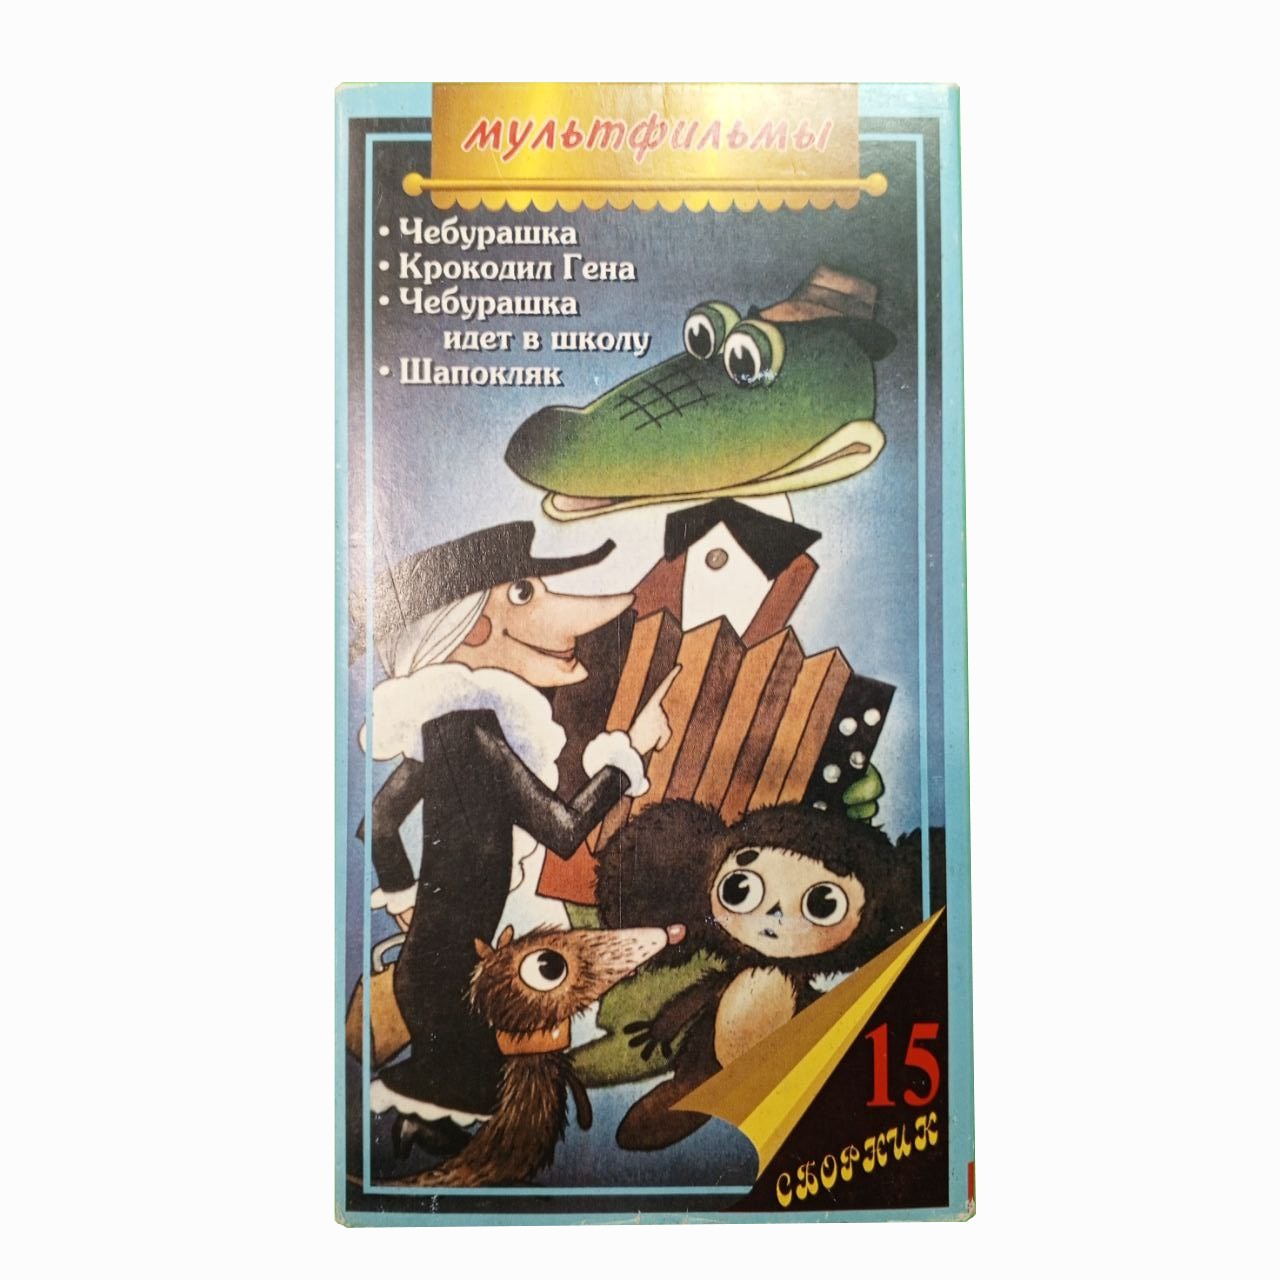 мультфильмы
• Чебурашка
• Крокодил Гена
• Чебурашка
идет в школу
• Шапокляк
15
СБОРНИК